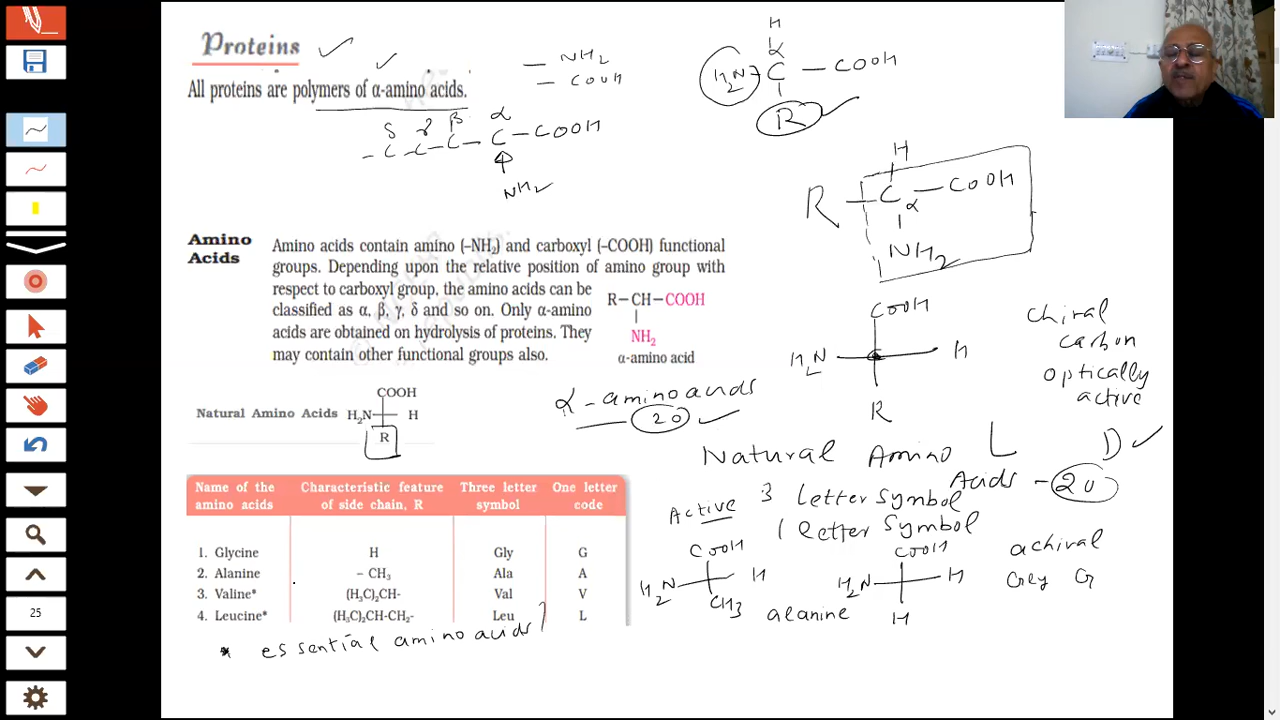 Proteins
All proteins are polymers of α-amino acids.
– NH2
– COOH
δ γ β α
– C – C – C – C – COOH
NH2
H
α
H2N – C – COOH
R
H
R – C – COOH
α
NH2
Amino
Acids
Amino acids contain amino (–NH2) and carboxyl (–COOH) functional
groups. Depending upon the relative position of amino group with
respect to carboxyl group, the amino acids can be
classified as α, β, γ, δ and so on. Only α-amino
acids are obtained on hydrolysis of proteins. They
may contain other functional groups also.
R–CH–COOH
NH2
α-amino acid
COOH
H2N H
R
chiral
carbon
optically
active
Natural Amino Acids
COOH
H2N H
R
α-amino acids
20
L D
Natural Amino
Acids – 20
Active 3 letter Symbol
1 letter Symbol
Name of the amino acids Characteristic feature of side chain, R Three letter symbol One letter code
1. Glycine H Gly G
2. Alanine – CH3 Ala A
3. Valine* (H3C)2CH- Val V
4. Leucine* (H3C)2CH-CH2- Leu L
COOH
H2N H
CH3
alanine
COOH
H2N H
H
achiral
Gly G
* essential amino acids
25